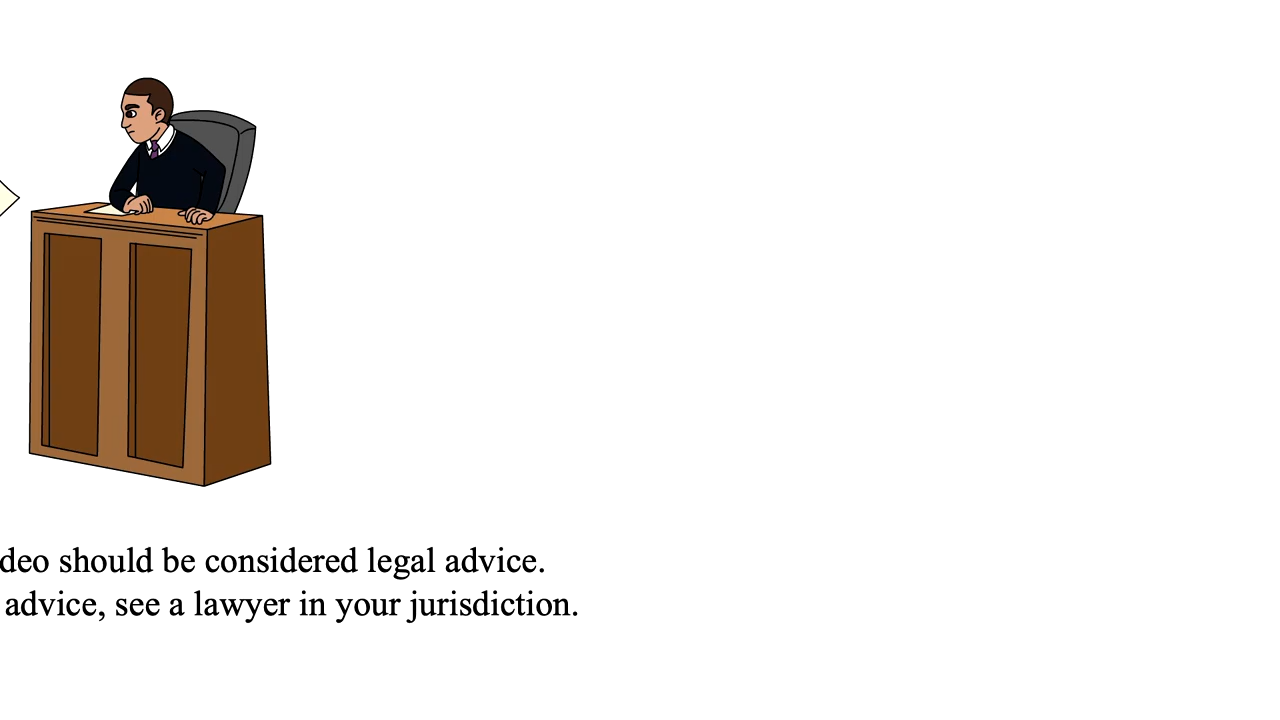 deo should be considered legal advice.
advice, see a lawyer in your jurisdiction.